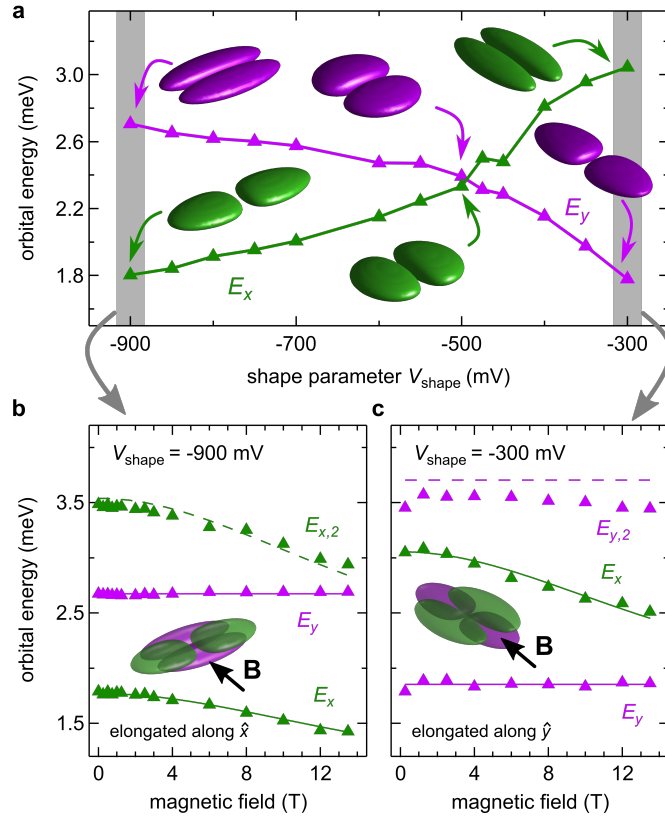 a
orbital energy (meV)
3.0
2.6
2.2
1.8
E_x
E_y
-900
-700
-500
-300
shape parameter V_shape (mV)
b
V_shape = -900 mV
orbital energy (meV)
3.5
2.5
1.5
E_x,2
E_y
B
E_x
elongated along x̂
0
4
8
12
magnetic field (T)
c
V_shape = -300 mV
E_y,2
E_x
B
E_y
elongated along ŷ
0
4
8
12
magnetic field (T)